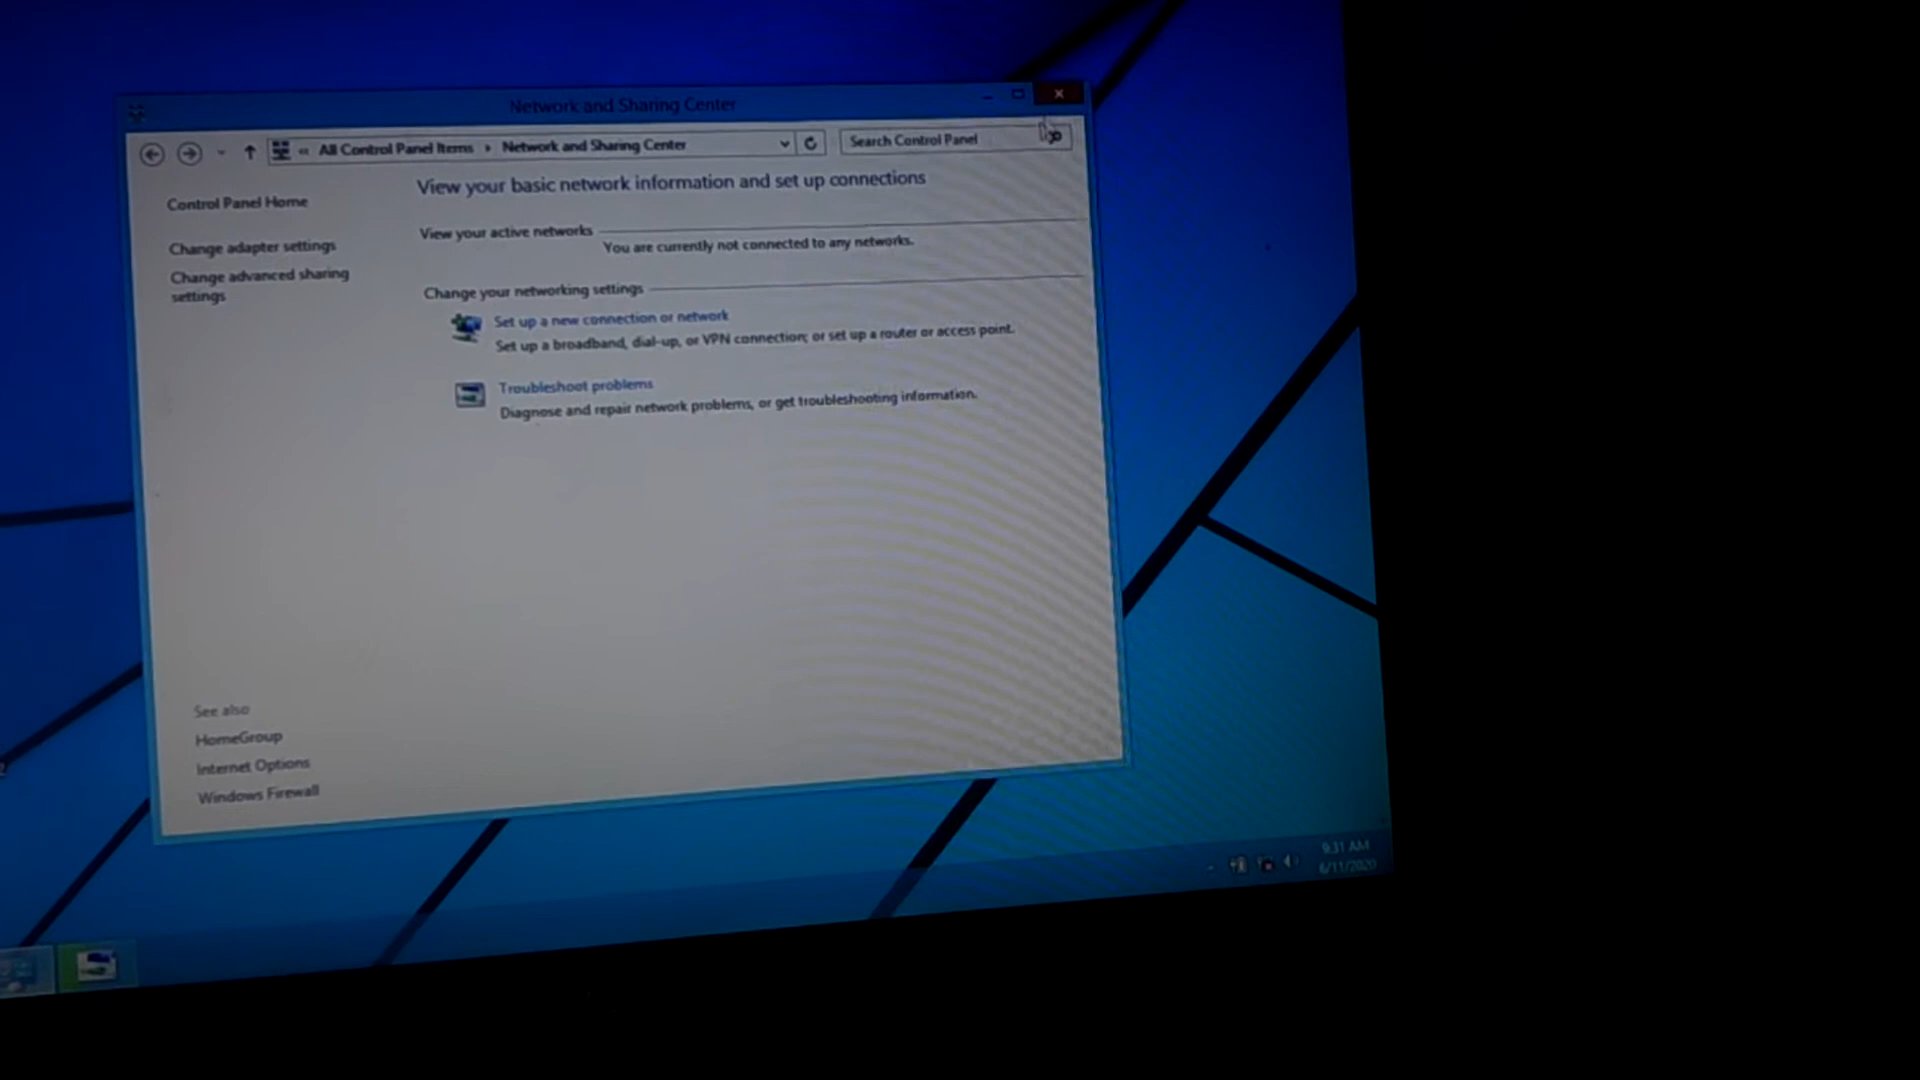 Network and Sharing Center
All Control Panel Items
Network and Sharing Center
Search Control Panel
View your basic network information and set up connections
Control Panel Home
View your active networks
You are currently not connected to any networks.
Change adapter settings
Change advanced sharing
settings
Change your networking settings
Set up a new connection or network
Set up a broadband, dial-up, or VPN connection; or set up a router or access point.
Troubleshoot problems
Diagnose and repair network problems, or get troubleshooting information.
See also
HomeGroup
Internet Options
Windows Firewall
9:31 AM
6/11/2020